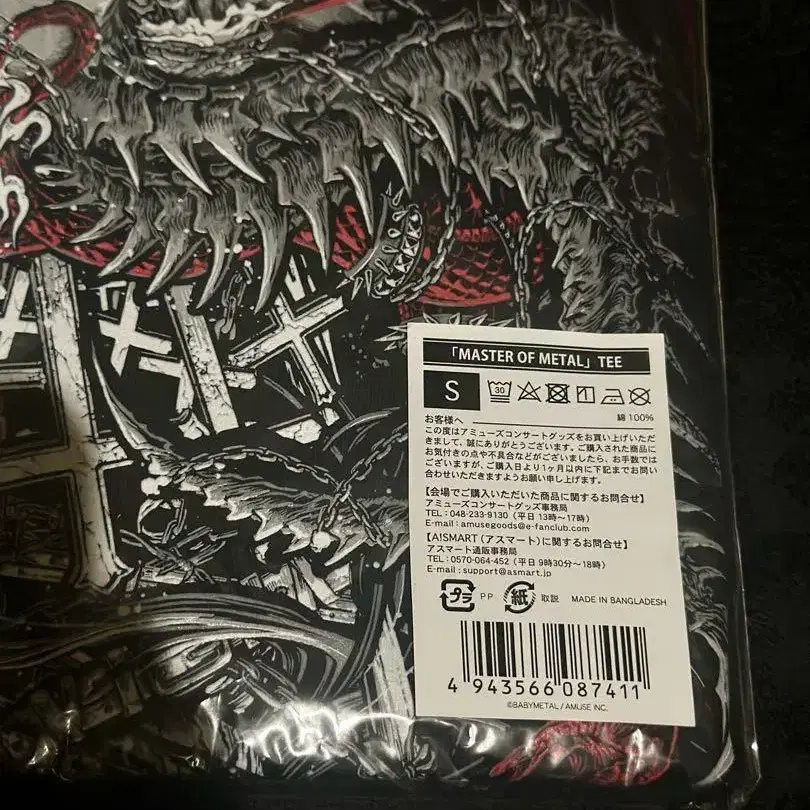 「MASTER OF METAL」 TEE
S
30
綿 100%
お客様へ
この度はアミューズコンサートグッズをお買い上げいただ
きまして、誠にありがとうございます。ご購入された商品に
お気付きの点や不具合などがございましたら、お手数では
ございますが、ご購入日より1ヶ月以内に下記までお問い
合わせいただきますようお願い申し上げます。
【会場でご購入いただいた商品に関するお問合せ】
アミューズコンサートグッズ事務局
TEL : 048-233-9130 (平日 13時〜17時)
E-mail : amusegoods@e-fanclub.com
【A!SMART (アスマート) に関するお問合せ】
アスマート通販事務局
TEL : 0570-064-452 (平日 9時30分〜18時)
E-mail : support@asmart.jp
プラ PP 紙 取説 MADE IN BANGLADESH
4 943566 087411
©BABYMETAL / AMUSE INC.